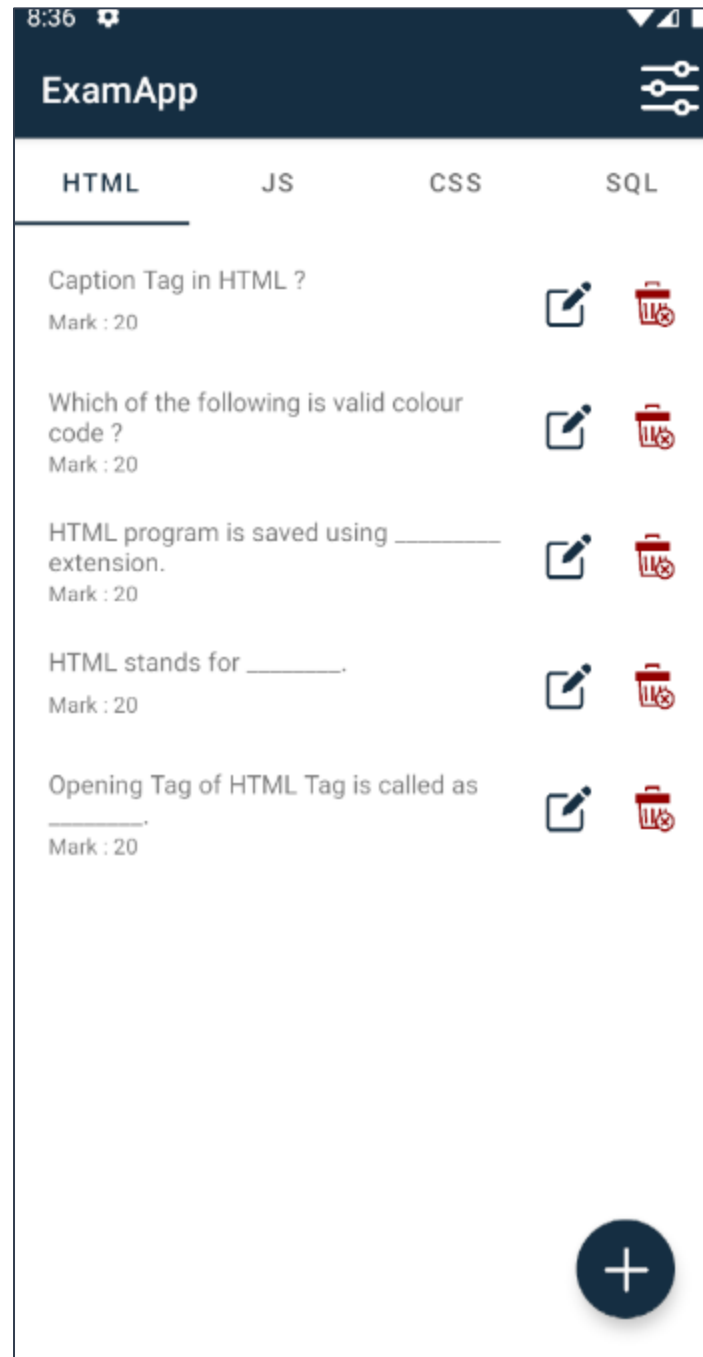 8:36
ExamApp
HTML JS CSS SQL
Caption Tag in HTML ?
Mark : 20
Which of the following is valid colour
code ?
Mark : 20
HTML program is saved using _________
extension.
Mark : 20
HTML stands for ________.
Mark : 20
Opening Tag of HTML Tag is called as
________.
Mark : 20